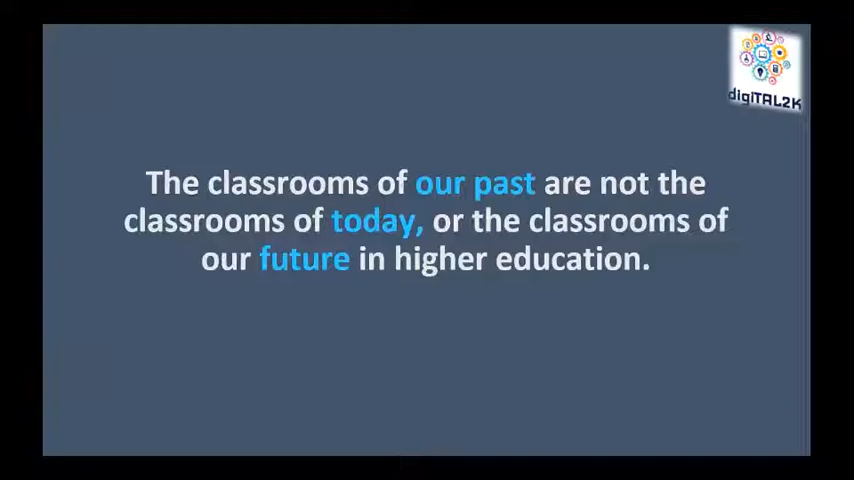 digiTAL2K
The classrooms of our past are not the
classrooms of today, or the classrooms of
our future in higher education.